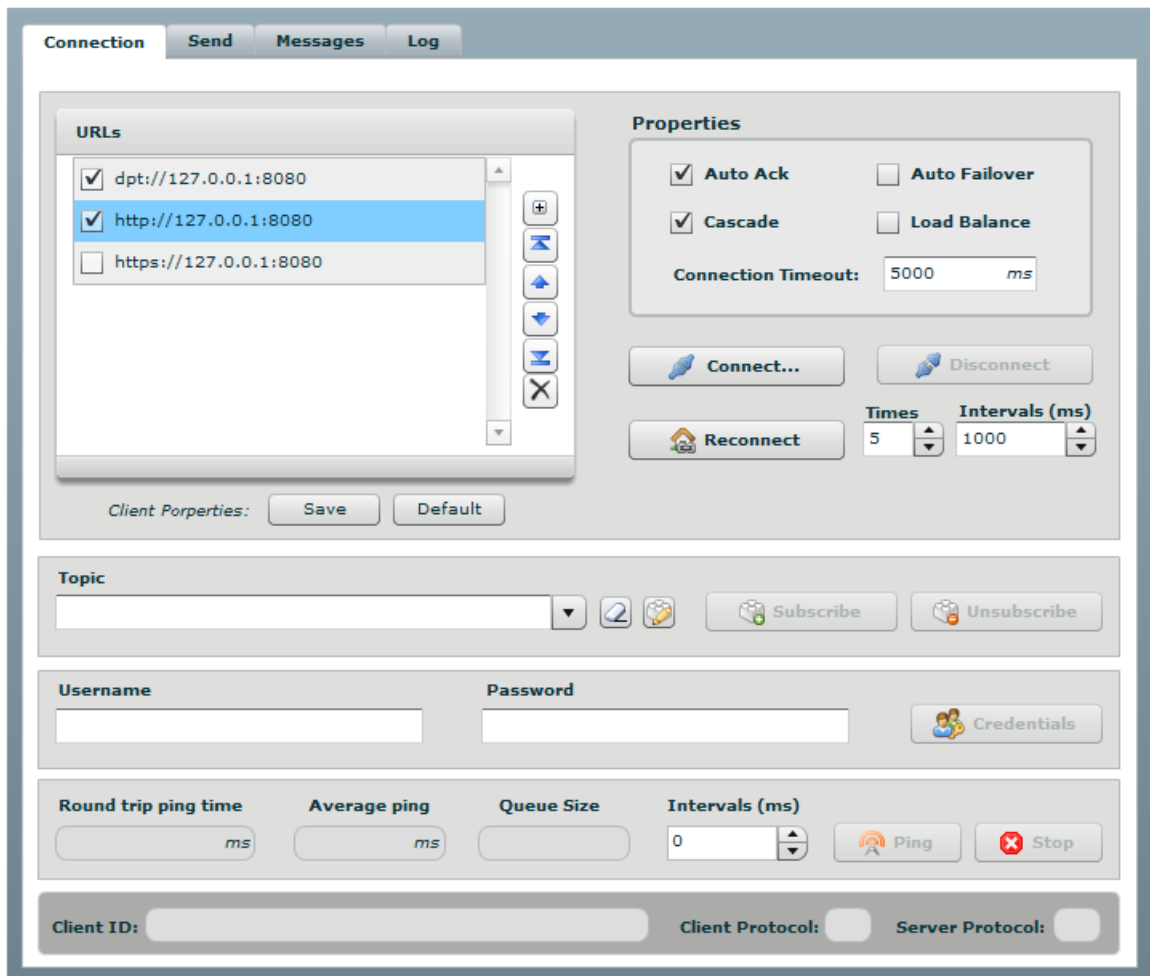 Connection Send Messages Log
URLs
dpt://127.0.0.1:8080
http://127.0.0.1:8080
https://127.0.0.1:8080
Client Porperties: Save Default
Properties
Auto Ack Auto Failover
Cascade Load Balance
Connection Timeout: 5000 ms
Connect... Disconnect
Times Intervals (ms)
Reconnect 5 1000
Topic
Subscribe Unsubscribe
Username Password
Credentials
Round trip ping time Average ping Queue Size Intervals (ms)
ms ms 0 Ping Stop
Client ID: Client Protocol: Server Protocol: